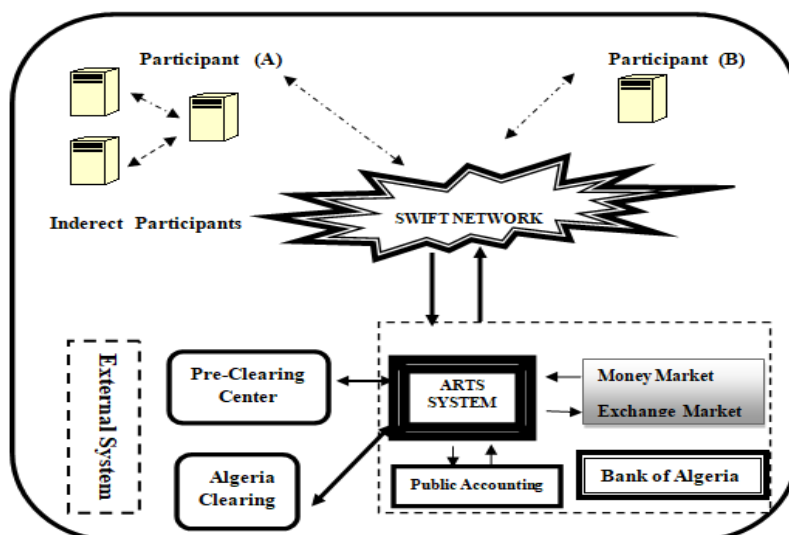 Participant (A)
Participant (B)
Inderect Participants
SWIFT NETWORK
External System
Pre-Clearing
Center
ARTS
SYSTEM
Money Market
Exchange Market
Algeria
Clearing
Public Accounting
Bank of Algeria